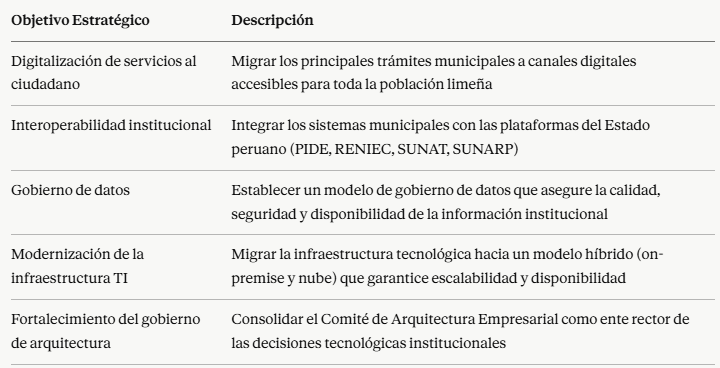 Objetivo Estratégico Descripción
Digitalización de servicios al Migrar los principales trámites municipales a canales digitales
ciudadano accesibles para toda la población limeña
Interoperabilidad institucional Integrar los sistemas municipales con las plataformas del Estado
peruano (PIDE, RENIEC, SUNAT, SUNARP)
Gobierno de datos Establecer un modelo de gobierno de datos que asegure la calidad,
seguridad y disponibilidad de la información institucional
Modernización de la Migrar la infraestructura tecnológica hacia un modelo híbrido (on-
infraestructura TI premise y nube) que garantice escalabilidad y disponibilidad
Fortalecimiento del gobierno Consolidar el Comité de Arquitectura Empresarial como ente rector de
de arquitectura las decisiones tecnológicas institucionales